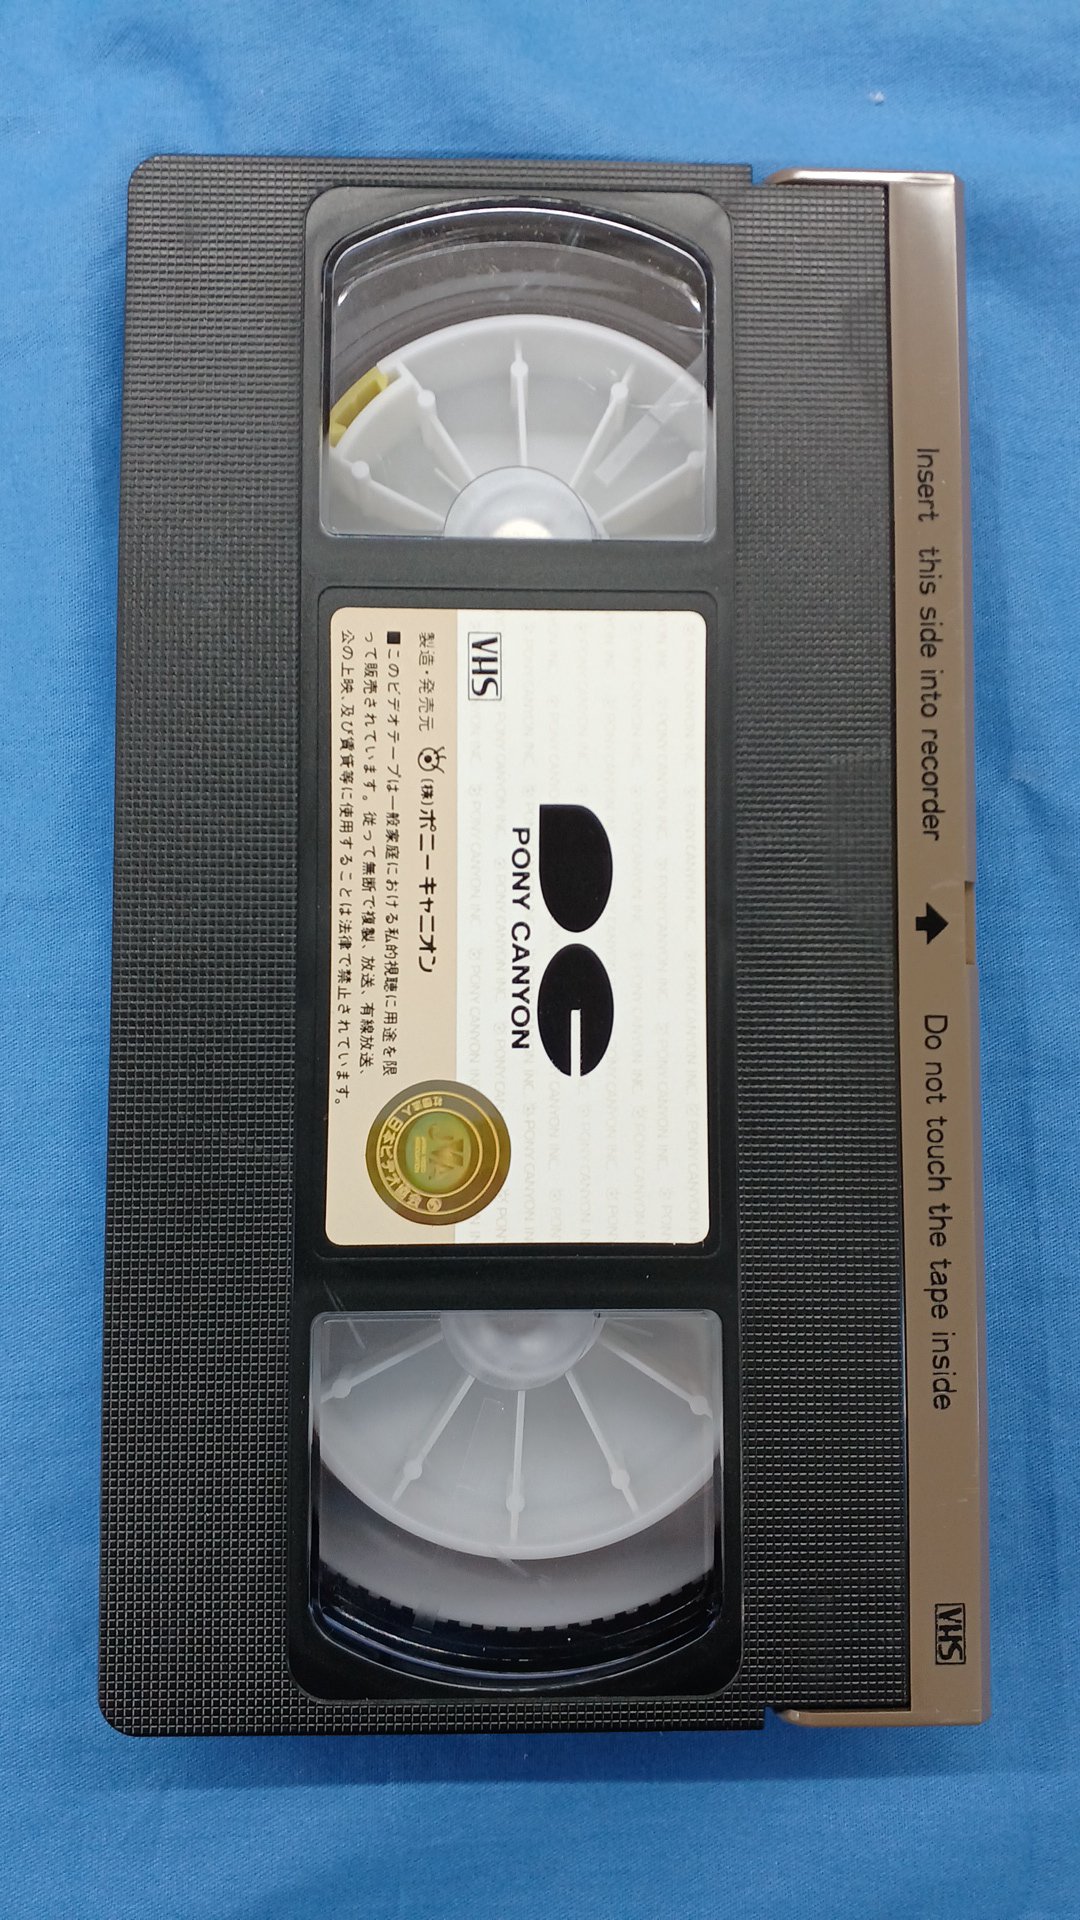 Insert this side into recorder
Do not touch the tape inside
VHS
PONY CANYON
VHS
製造・発売元 (株)ポニーキャニオン
■このビデオテープは一般家庭における私的視聴に用途を限
って販売されています。従って無断で複製、放送、有線放送、
公の上映、及び賃貸等に使用することは法律で禁止されています。
JVA